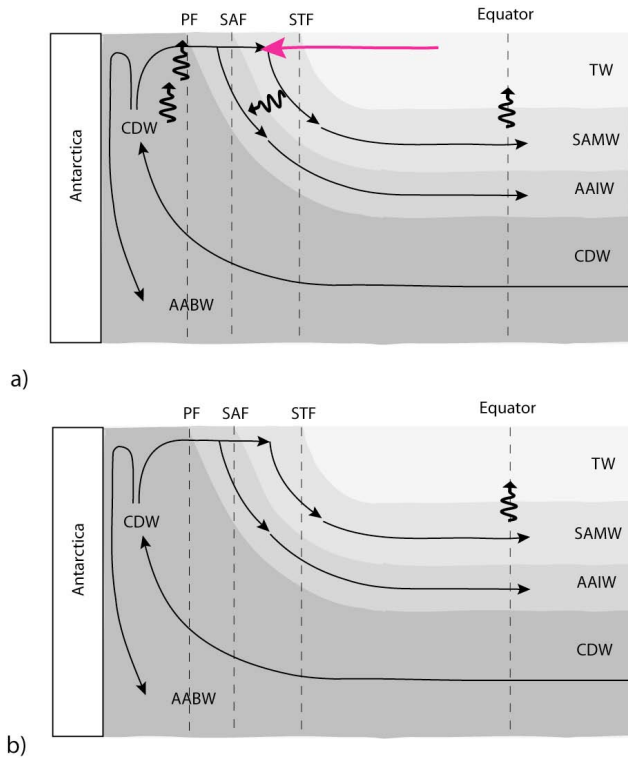 PF
SAF
STF
Equator
TW
CDW
SAMW
Antarctica
AAIW
CDW
AABW
a)
PF
SAF
STF
Equator
TW
CDW
SAMW
Antarctica
AAIW
CDW
AABW
b)